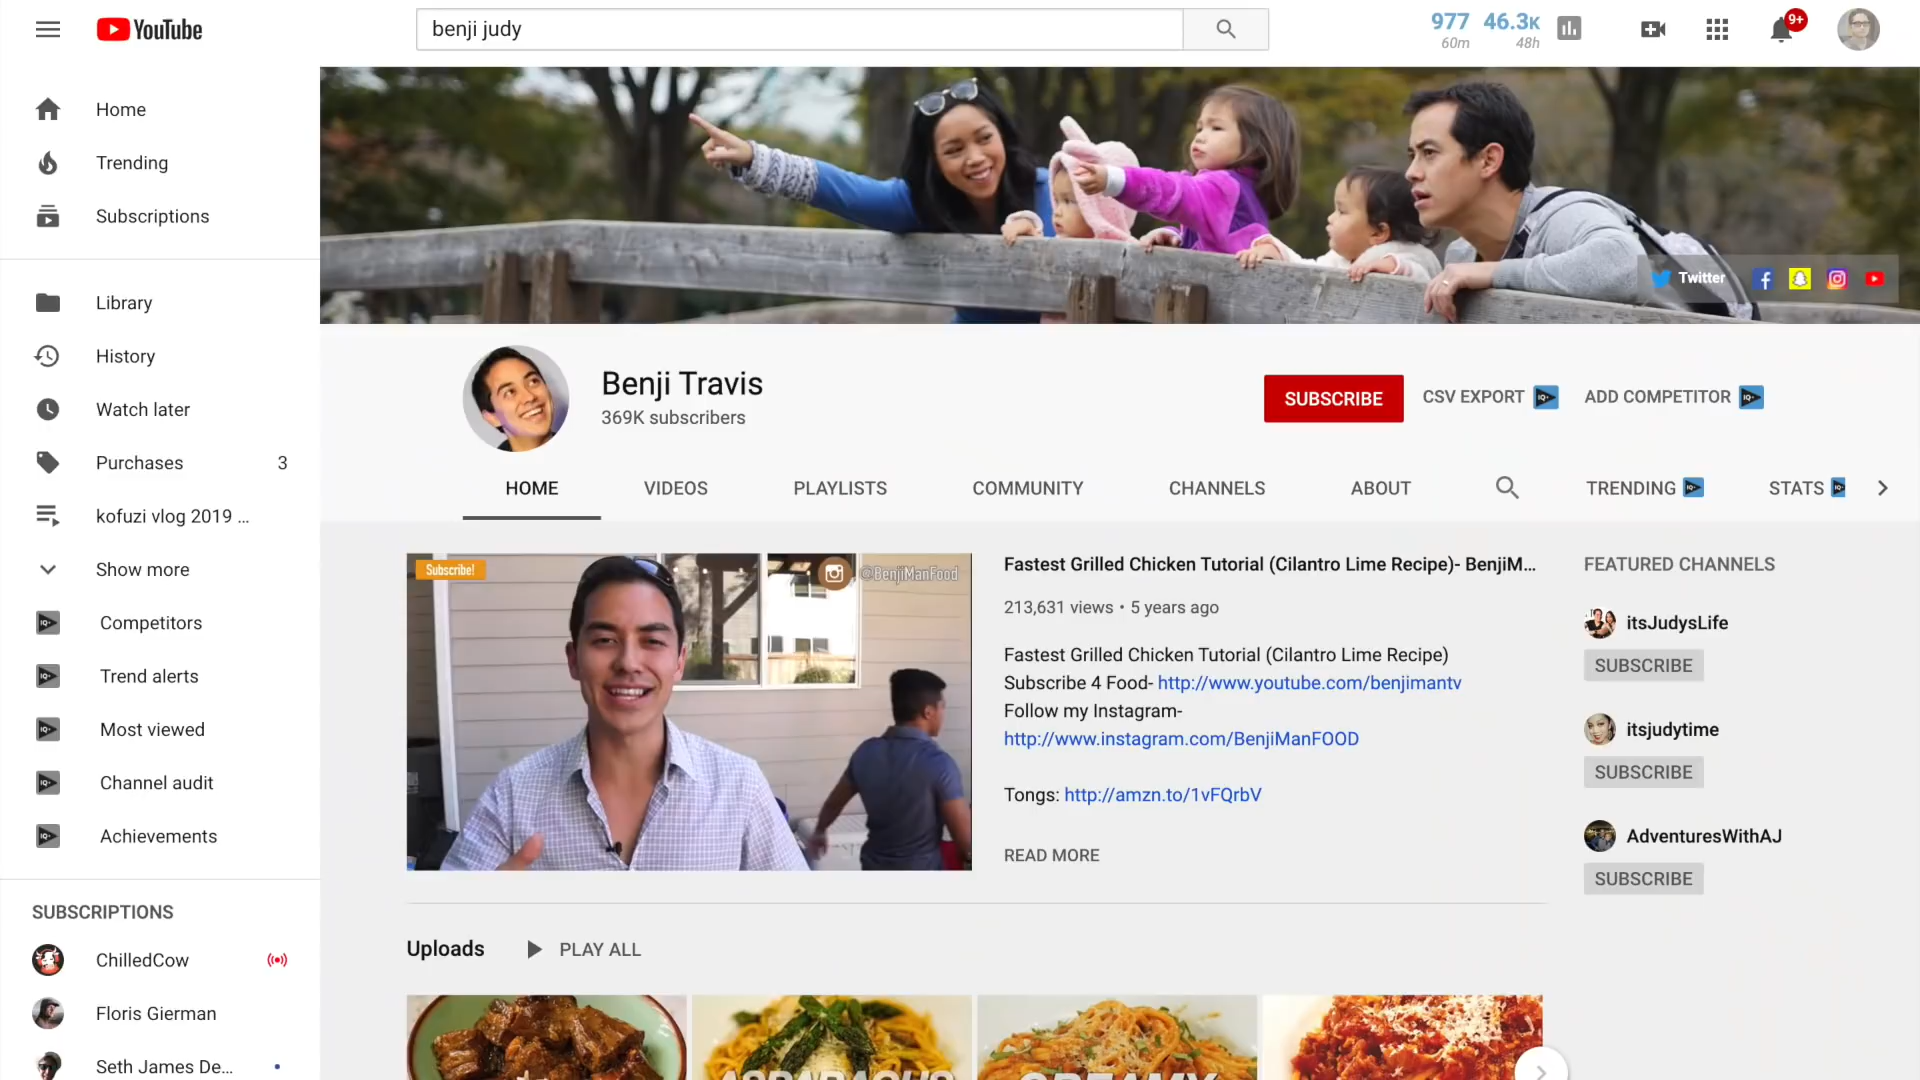 YouTube
benji judy
977
60m
46.3K
48h
9+
Home
Trending
Subscriptions
Library
History
Watch later
Purchases 3
kofuzi vlog 2019 ...
Show more
Competitors
Trend alerts
Most viewed
Channel audit
Achievements
SUBSCRIPTIONS
ChilledCow
Floris Gierman
Seth James De...
Twitter
Benji Travis
369K subscribers
SUBSCRIBE
CSV EXPORT
ADD COMPETITOR
HOME VIDEOS PLAYLISTS COMMUNITY CHANNELS ABOUT TRENDING STATS
Subscribe!
@BenjiManFood
Fastest Grilled Chicken Tutorial (Cilantro Lime Recipe)- BenjiM...
213,631 views • 5 years ago
Fastest Grilled Chicken Tutorial (Cilantro Lime Recipe)
Subscribe 4 Food- http://www.youtube.com/benjimantv
Follow my Instagram-
http://www.instagram.com/BenjiManFOOD
Tongs: http://amzn.to/1vFQrbV
READ MORE
FEATURED CHANNELS
itsJudysLife
SUBSCRIBE
itsjudytime
SUBSCRIBE
AdventuresWithAJ
SUBSCRIBE
Uploads PLAY ALL
ASPARAGUS
CREAMY